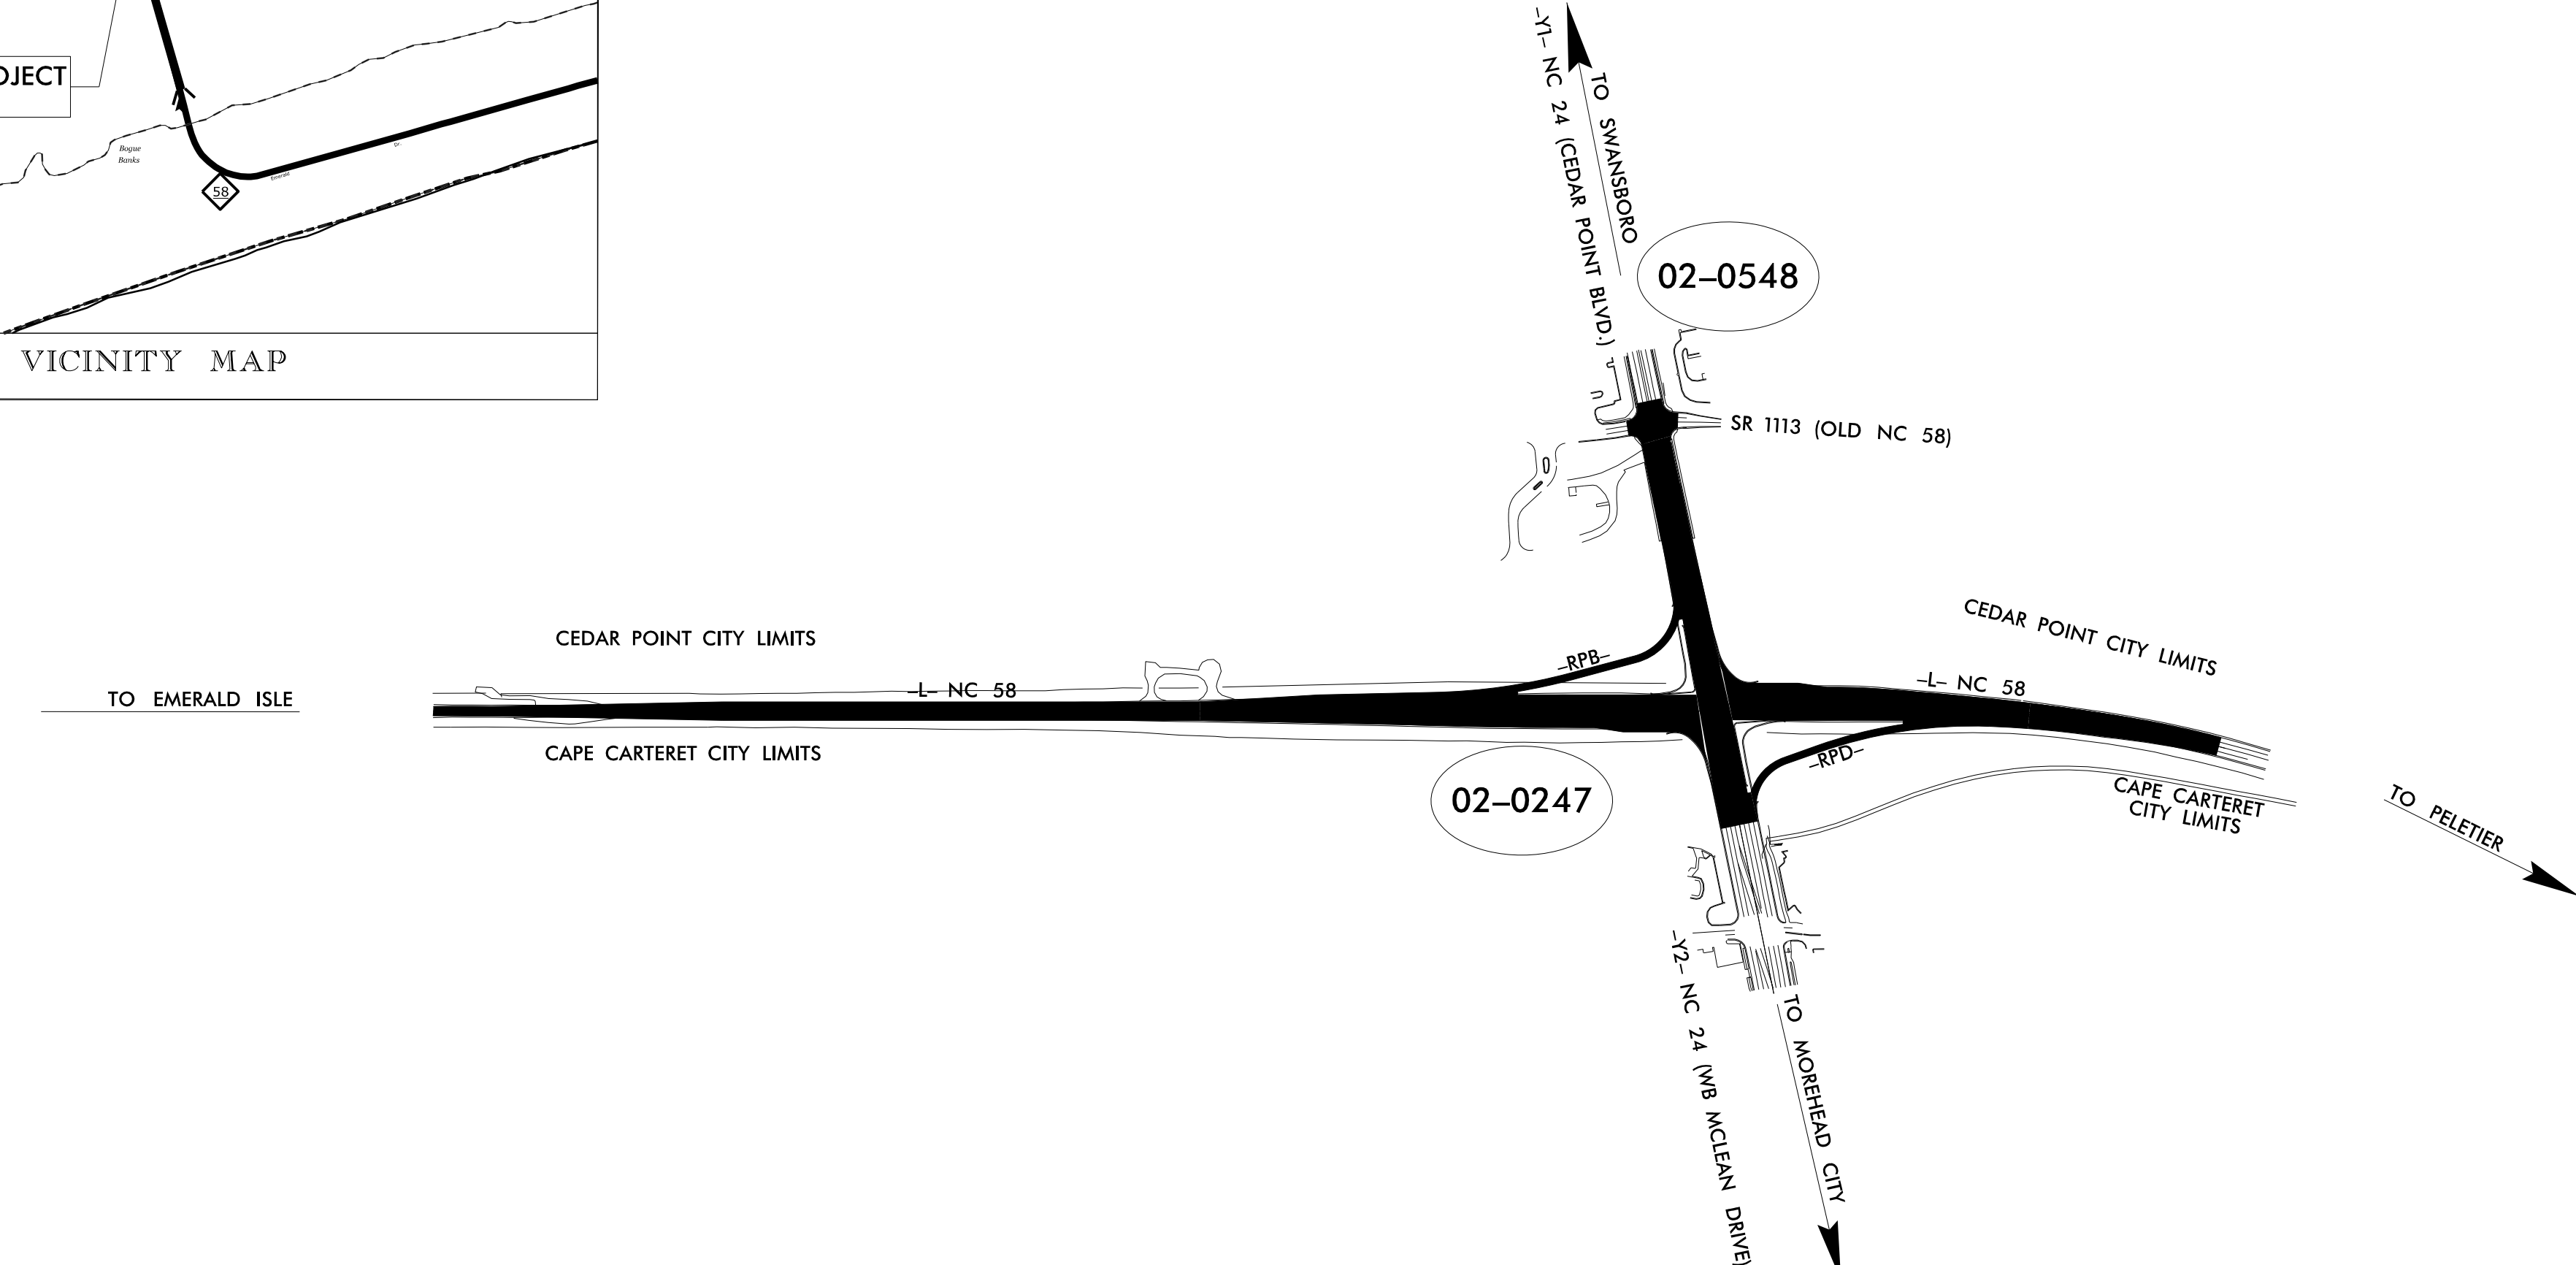 OJECT
Bogue
Banks
Dr.
Emerald
58
VICINITY MAP
-Y1- NC 24 (CEDAR POINT BLVD.)
TO SWANSBORO
02-0548
SR 1113 (OLD NC 58)
CEDAR POINT CITY LIMITS
CEDAR POINT CITY LIMITS
-RPB-
TO EMERALD ISLE
-L- NC 58
-L- NC 58
CAPE CARTERET CITY LIMITS
-RPD-
02-0247
CAPE CARTERET
CITY LIMITS
TO PELETIER
-Y2- NC 24 (WB MCLEAN DRIVE)
TO MOREHEAD CITY